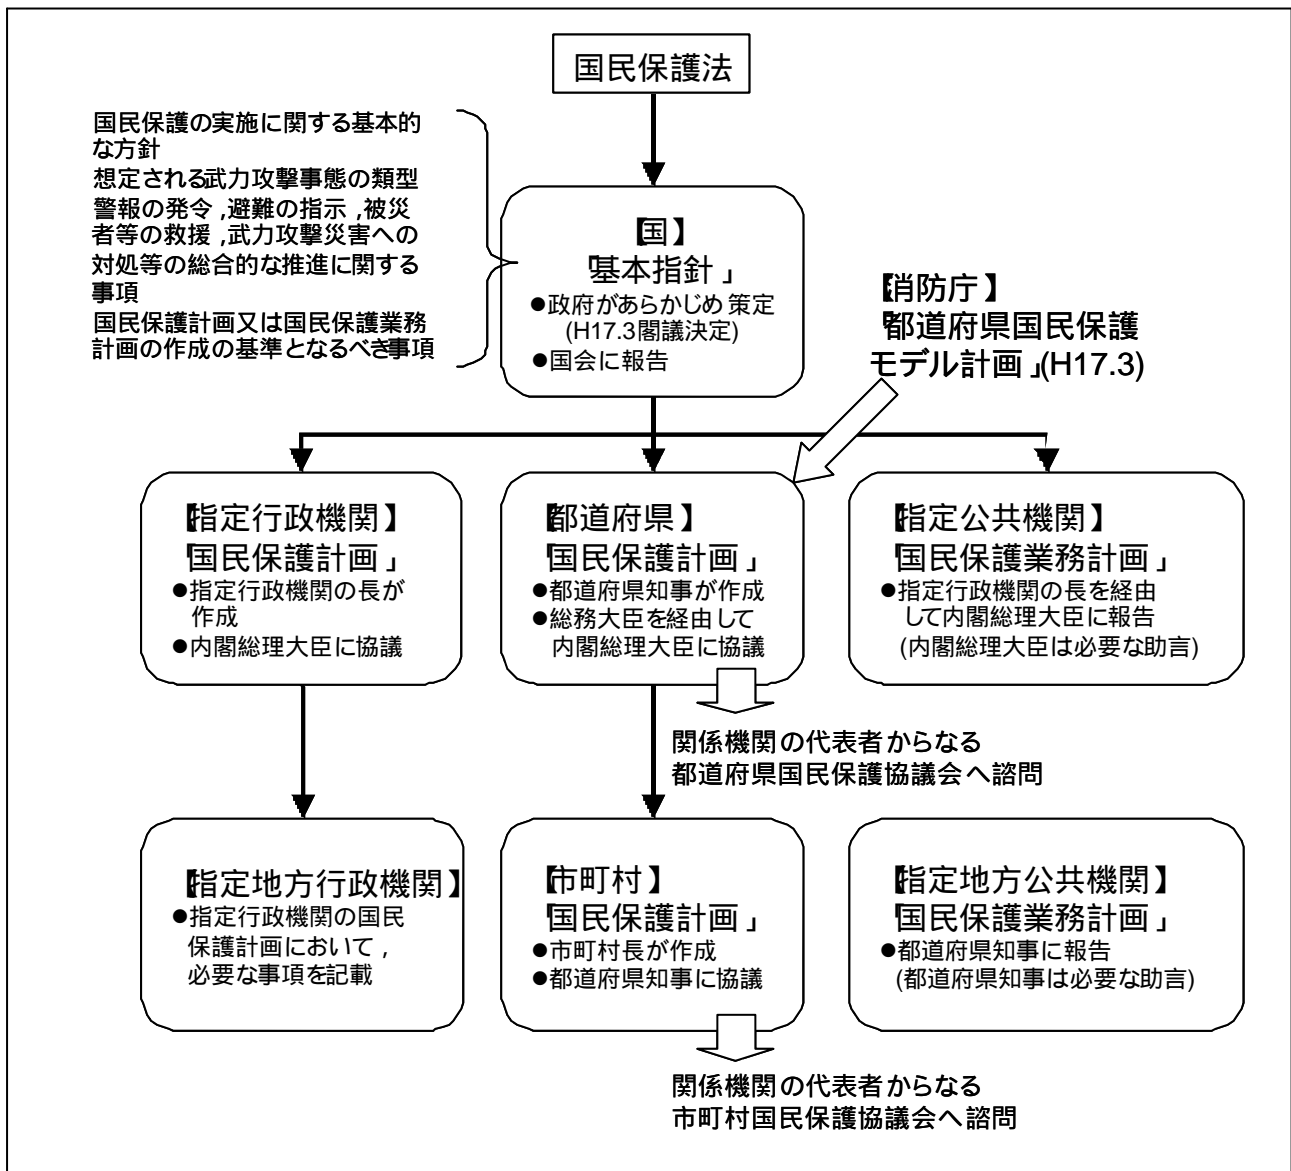 国民保護法
国民保護の実施に関する基本的
な方針
想定される武力攻撃事態の類型
警報の発令,避難の指示,被災
者等の救援,武力攻撃災害への
対処等の総合的な推進に関する
事項
国民保護計画又は国民保護業務
計画の作成の基準となるべき事項
【国】
「基本指針」
●政府があらかじめ策定
(H17.3閣議決定)
●国会に報告
【消防庁】
「都道府県国民保護
モデル計画」(H17.3)
【指定行政機関】
「国民保護計画」
●指定行政機関の長が
作成
●内閣総理大臣に協議
【都道府県】
「国民保護計画」
●都道府県知事が作成
●総務大臣を経由して
内閣総理大臣に協議
【指定公共機関】
「国民保護業務計画」
●指定行政機関の長を経由
して内閣総理大臣に報告
(内閣総理大臣は必要な助言)
関係機関の代表者からなる
都道府県国民保護協議会へ諮問
【指定地方行政機関】
●指定行政機関の国民
保護計画において,
必要な事項を記載
【市町村】
「国民保護計画」
●市町村長が作成
●都道府県知事に協議
【指定地方公共機関】
「国民保護業務計画」
●都道府県知事に報告
(都道府県知事は必要な助言)
関係機関の代表者からなる
市町村国民保護協議会へ諮問